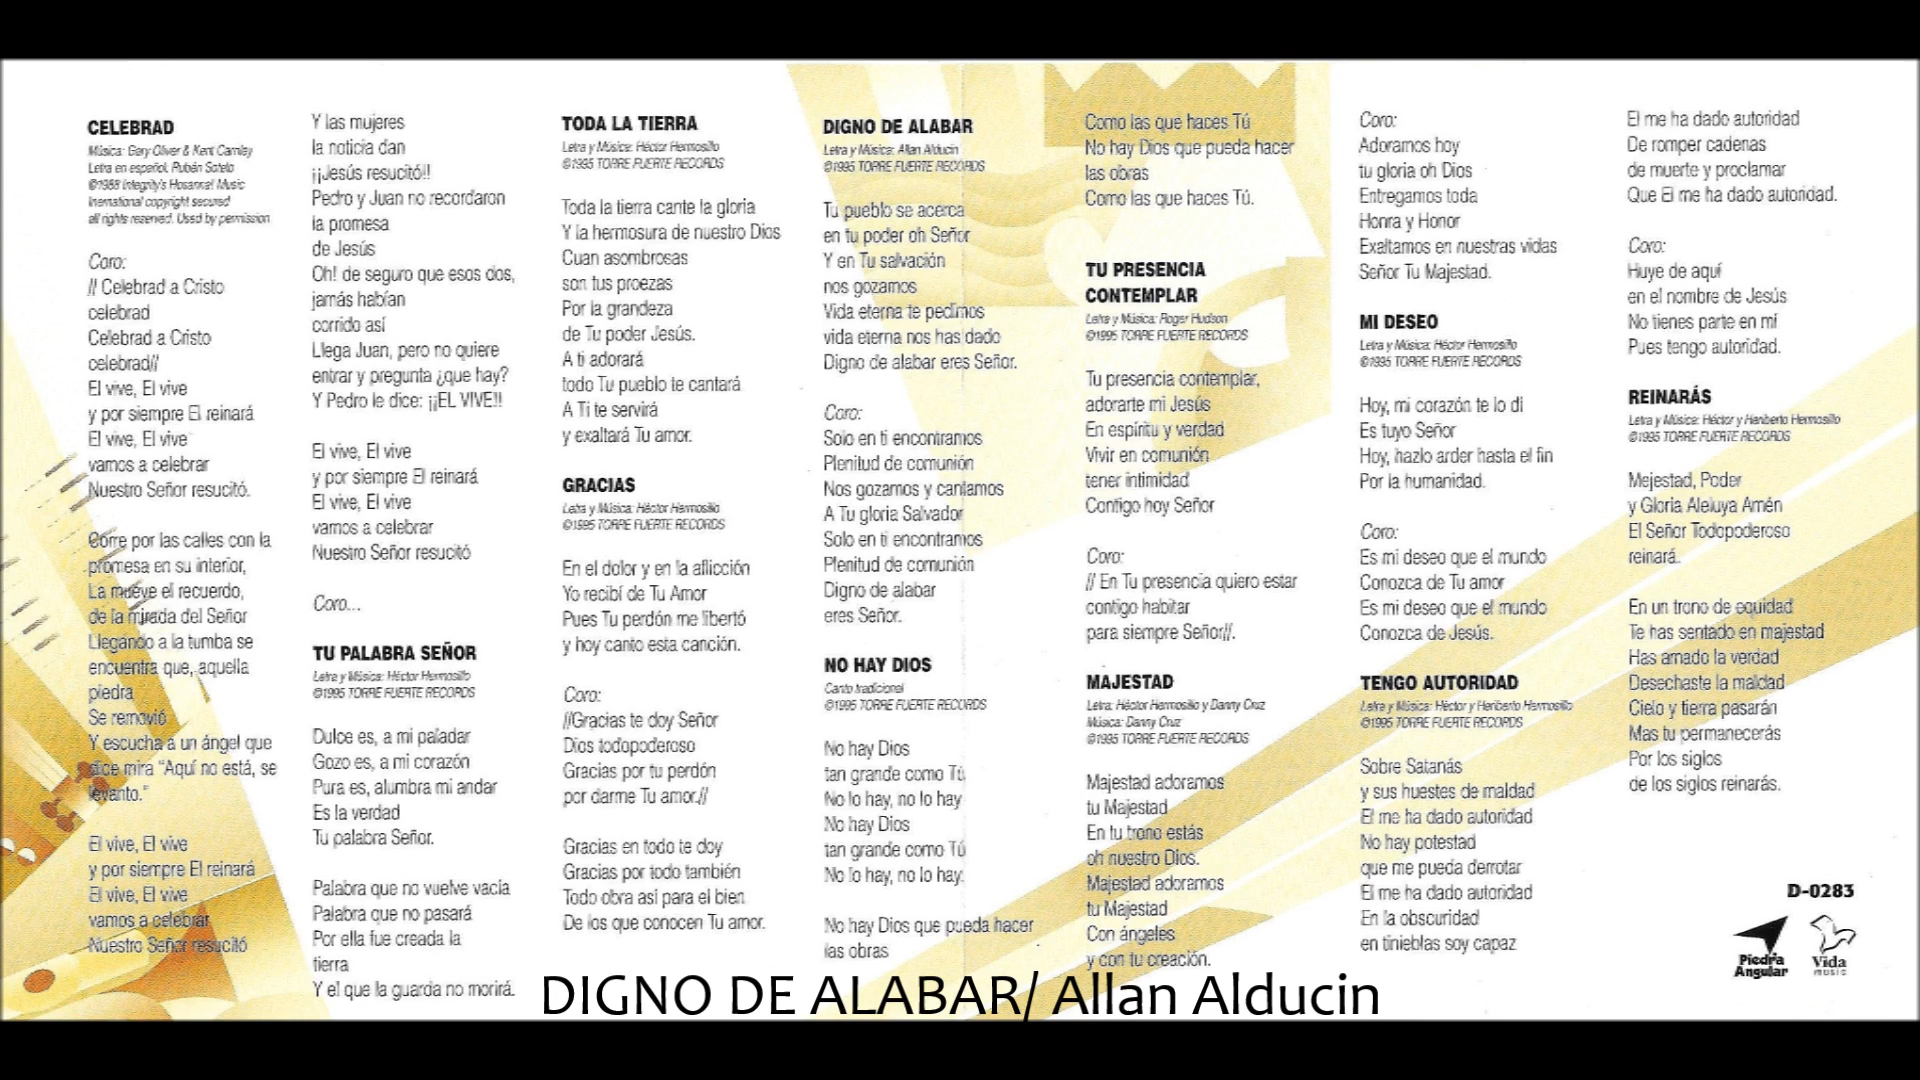 CELEBRAD
Música: Gary Oliver & Kent Carnley
Letra en español: Rubén Sotelo
©1988 Integrity's Hosanna! Music
Inernational copyright secured
all rights reserved. Used by permission
Coro:
// Celebrad a Cristo
celebrad
Celebrad a Cristo
celebrad//
El vive, El vive
y por siempre El reinará
El vive, El vive
vamos a celebrar
Nuestro Señor resucitó.
Corre por las calles con la
promesa en su interior,
La mueve el recuerdo,
de la mirada del Señor
Llegando a la tumba se
encuentra que, aquella
piedra
Se removió
Y escucha a un ángel que
dice mira "Aquí no está, se
levanto."
El vive, El vive
y por siempre El reinará
El vive, El vive
vamos a celebrar
Nuestro Señor resucitó
Y las mujeres
la noticia dan
¡¡Jesús resucitó!!
Pedro y Juan no recordaron
la promesa
de Jesús
Oh! de seguro que esos dos,
jamás habían
corrido así
Llega Juan, pero no quiere
entrar y pregunta ¿que hay?
Y Pedro le dice: ¡¡EL VIVE!!
El vive, El vive
y por siempre El reinará
El vive, El vive
vamos a celebrar
Nuestro Señor resucitó
Coro...
TU PALABRA SEÑOR
Letra y Música: Héctor Hermosillo
©1995 TORRE FUERTE RECORDS
Dulce es, a mi paladar
Gozo es, a mi corazón
Pura es, alumbra mi andar
Es la verdad
Tu palabra Señor.
Palabra que no vuelve vacía
Palabra que no pasará
Por ella fue creada la
tierra
Y el que la guarda no morirá.
TODA LA TIERRA
Letra y Música: Héctor Hermosillo
©1995 TORRE FUERTE RECORDS
Toda la tierra cante la gloria
Y la hermosura de nuestro Dios
Cuan asombrosas
son tus proezas
Por la grandeza
de Tu poder Jesús.
A ti adorará
todo Tu pueblo te cantará
A Ti te servirá
y exaltará Tu amor.
GRACIAS
Letra y Música: Héctor Hermosillo
©1995 TORRE FUERTE RECORDS
En el dolor y en la aflicción
Yo recibí de Tu Amor
Pues Tu perdón me libertó
y hoy canto esta canción.
Coro:
//Gracias te doy Señor
Dios todopoderoso
Gracias por tu perdón
por darme Tu amor.//
Gracias en todo te doy
Gracias por todo también
Todo obra así para el bien
De los que conocen Tu amor.
DIGNO DE ALABAR
Letra y Música: Allan Alducin
©1995 TORRE FUERTE RECORDS
Tu pueblo se acerca
en tu poder oh Señor
Y en Tu salvación
nos gozamos
Vida eterna te pedimos
vida eterna nos has dado
Digno de alabar eres Señor.
Coro:
Solo en ti encontramos
Plenitud de comunión
Nos gozamos y cantamos
A Tu gloria Salvador
Solo en ti encontramos
Plenitud de comunión
Digno de alabar
eres Señor.
NO HAY DIOS
Canto tradicional
©1995 TORRE FUERTE RECORDS
No hay Dios
tan grande como Tú
No lo hay, no lo hay
No hay Dios
tan grande como Tú
No lo hay, no lo hay.
No hay Dios que pueda hacer
las obras
Como las que haces Tú
No hay Dios que pueda hacer
las obras
Como las que haces Tú.
TU PRESENCIA
CONTEMPLAR
Letra y Música: Roger Hudson
©1995 TORRE FUERTE RECORDS
Tu presencia contemplar,
adorarte mi Jesús
En espíritu y verdad
Vivir en comunión
tener intimidad
Contigo hoy Señor
Coro:
// En Tu presencia quiero estar
contigo habitar
para siempre Señor//.
MAJESTAD
Letra: Héctor Hermosillo y Danny Cruz
Música: Danny Cruz
©1995 TORRE FUERTE RECORDS
Majestad adoramos
tu Majestad
En tu trono estás
oh nuestro Dios.
Majestad adoramos
tu Majestad
Con ángeles
y con tu creación.
Coro:
Adoramos hoy
tu gloria oh Dios
Entregamos toda
Honra y Honor
Exaltamos en nuestras vidas
Señor Tu Majestad.
MI DESEO
Letra y Música: Héctor Hermosillo
©1995 TORRE FUERTE RECORDS
Hoy, mi corazón te lo di
Es tuyo Señor
Hoy, hazlo arder hasta el fin
Por la humanidad.
Coro:
Es mi deseo que el mundo
Conozca de Tu amor
Es mi deseo que el mundo
Conozca de Jesús.
TENGO AUTORIDAD
Letra y Música: Héctor y Heriberto Hermosillo
©1995 TORRE FUERTE RECORDS
Sobre Satanás
y sus huestes de maldad
El me ha dado autoridad
No hay potestad
que me pueda derrotar
El me ha dado autoridad
En la obscuridad
en tinieblas soy capaz
El me ha dado autoridad
De romper cadenas
de muerte y proclamar
Que El me ha dado autoridad.
Coro:
Huye de aquí
en el nombre de Jesús
No tienes parte en mí
Pues tengo autoridad.
REINARÁS
Letra y Música: Héctor y Heriberto Hermosillo
©1995 TORRE FUERTE RECORDS
Mejestad, Poder
y Gloria Aleluya Amén
El Señor Todopoderoso
reinará.
En un trono de equidad
Te has sentado en majestad
Has amado la verdad
Desechaste la maldad
Cielo y tierra pasarán
Mas tu permanecerás
Por los siglos
de los siglos reinarás.
D-0283
Piedra
Angular
Vida
MUSIC
DIGNO DE ALABAR/ Allan Alducin